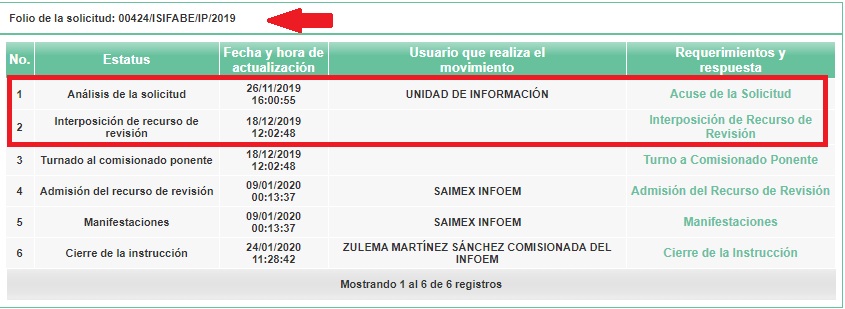 Folio de la solicitud: 00424/ISIFABE/IP/2019
No. Estatus Fecha y hora de actualización Usuario que realiza el movimiento Requerimientos y respuesta
1 Análisis de la solicitud 26/11/2019 16:00:55 UNIDAD DE INFORMACIÓN Acuse de la Solicitud
2 Interposición de recurso de revisión 18/12/2019 12:02:48 Interposición de Recurso de Revisión
3 Turnado al comisionado ponente 18/12/2019 12:02:48 Turno a Comisionado Ponente
4 Admisión del recurso de revisión 09/01/2020 00:13:37 SAIMEX INFOEM Admisión del Recurso de Revisión
5 Manifestaciones 09/01/2020 00:13:37 SAIMEX INFOEM Manifestaciones
6 Cierre de la instrucción 24/01/2020 11:28:42 ZULEMA MARTÍNEZ SÁNCHEZ COMISIONADA DEL INFOEM Cierre de la Instrucción
Mostrando 1 al 6 de 6 registros